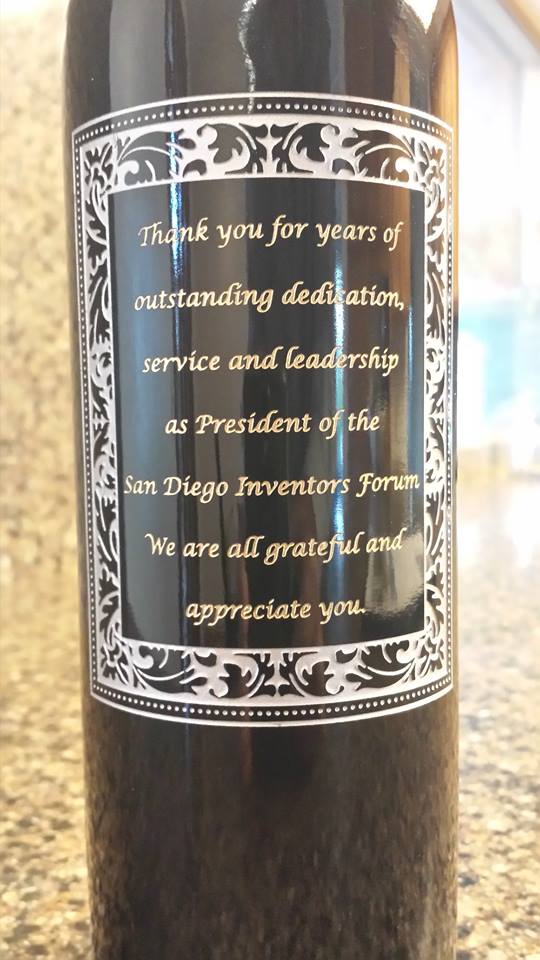 Thank you for years of
outstanding dedication,
service and leadership
as President of the
San Diego Inventors Forum
We are all grateful and
appreciate you.